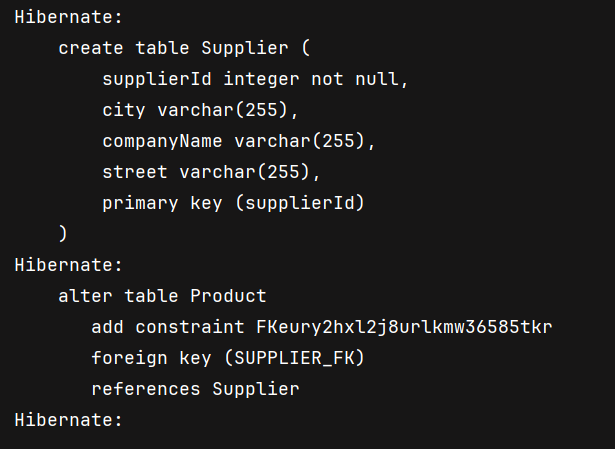 Hibernate:
    create table Supplier (
        supplierId integer not null,
        city varchar(255),
        companyName varchar(255),
        street varchar(255),
        primary key (supplierId)
    )
Hibernate:
    alter table Product
       add constraint FKeury2hxl2j8urlkmw36585tkr
       foreign key (SUPPLIER_FK)
       references Supplier
Hibernate: